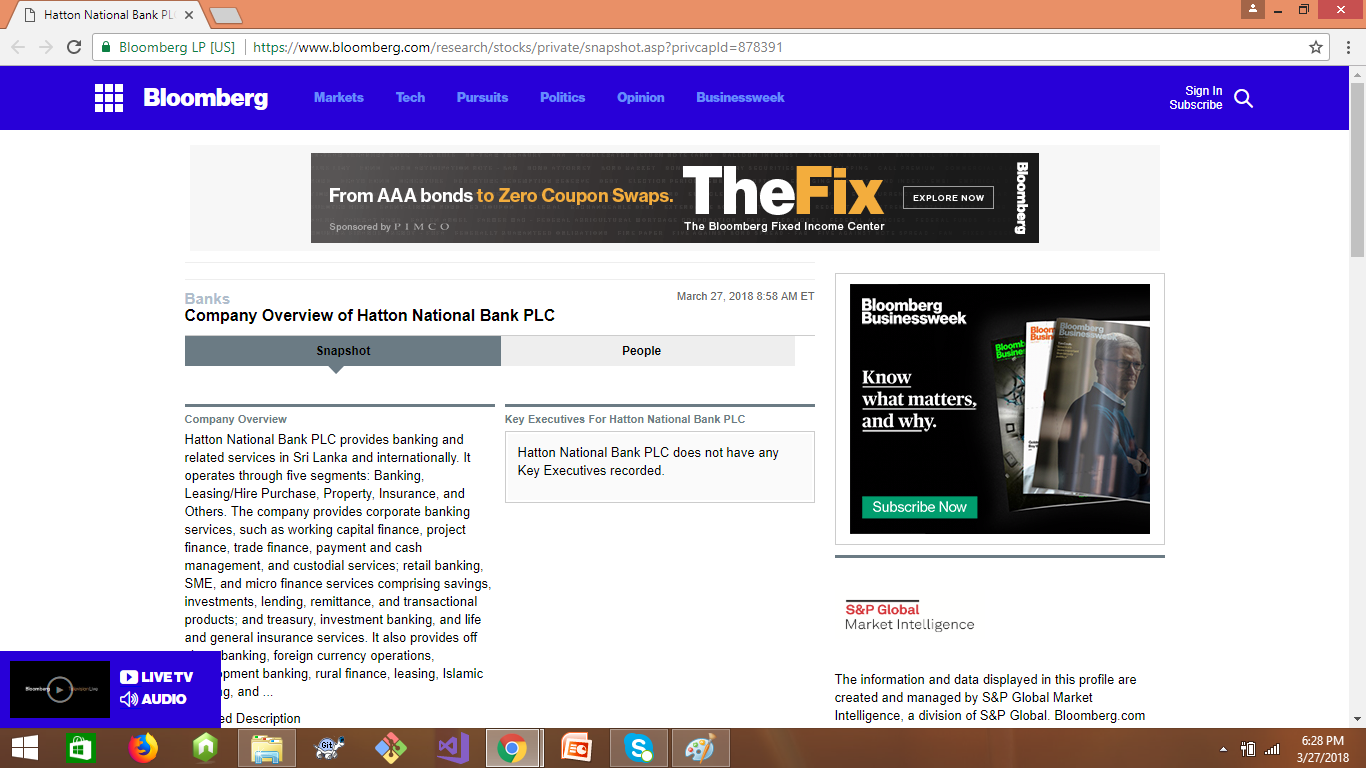 Hatton National Bank PL
Bloomberg LP [US]
https://www.bloomberg.com/research/stocks/private/snapshot.asp?privcapId=878391
Bloomberg
Markets
Tech
Pursuits
Politics
Opinion
Businessweek
Sign In
Subscribe
From AAA bonds to Zero Coupon Swaps.
Sponsored by PIMCO
TheFix
The Bloomberg Fixed Income Center
EXPLORE NOW
Bloomberg
Banks
March 27, 2018 8:58 AM ET
Company Overview of Hatton National Bank PLC
Snapshot
People
Company Overview
Hatton National Bank PLC provides banking and
related services in Sri Lanka and internationally. It
operates through five segments: Banking,
Leasing/Hire Purchase, Property, Insurance, and
Others. The company provides corporate banking
services, such as working capital finance, project
finance, trade finance, payment and cash
management, and custodial services; retail banking,
SME, and micro finance services comprising savings,
investments, lending, remittance, and transactional
products; and treasury, investment banking, and life
and general insurance services. It also provides off
banking, foreign currency operations,
opment banking, rural finance, leasing, Islamic
g, and ...
ed Description
Key Executives For Hatton National Bank PLC
Hatton National Bank PLC does not have any
Key Executives recorded.
Bloomberg
Businessweek
Know
what matters,
and why.
Subscribe Now
Bloomberg Businessweek
S&P Global
Market Intelligence
The information and data displayed in this profile are
created and managed by S&P Global Market
Intelligence, a division of S&P Global. Bloomberg.com
LIVE TV
AUDIO
Git
6:28 PM
3/27/2018